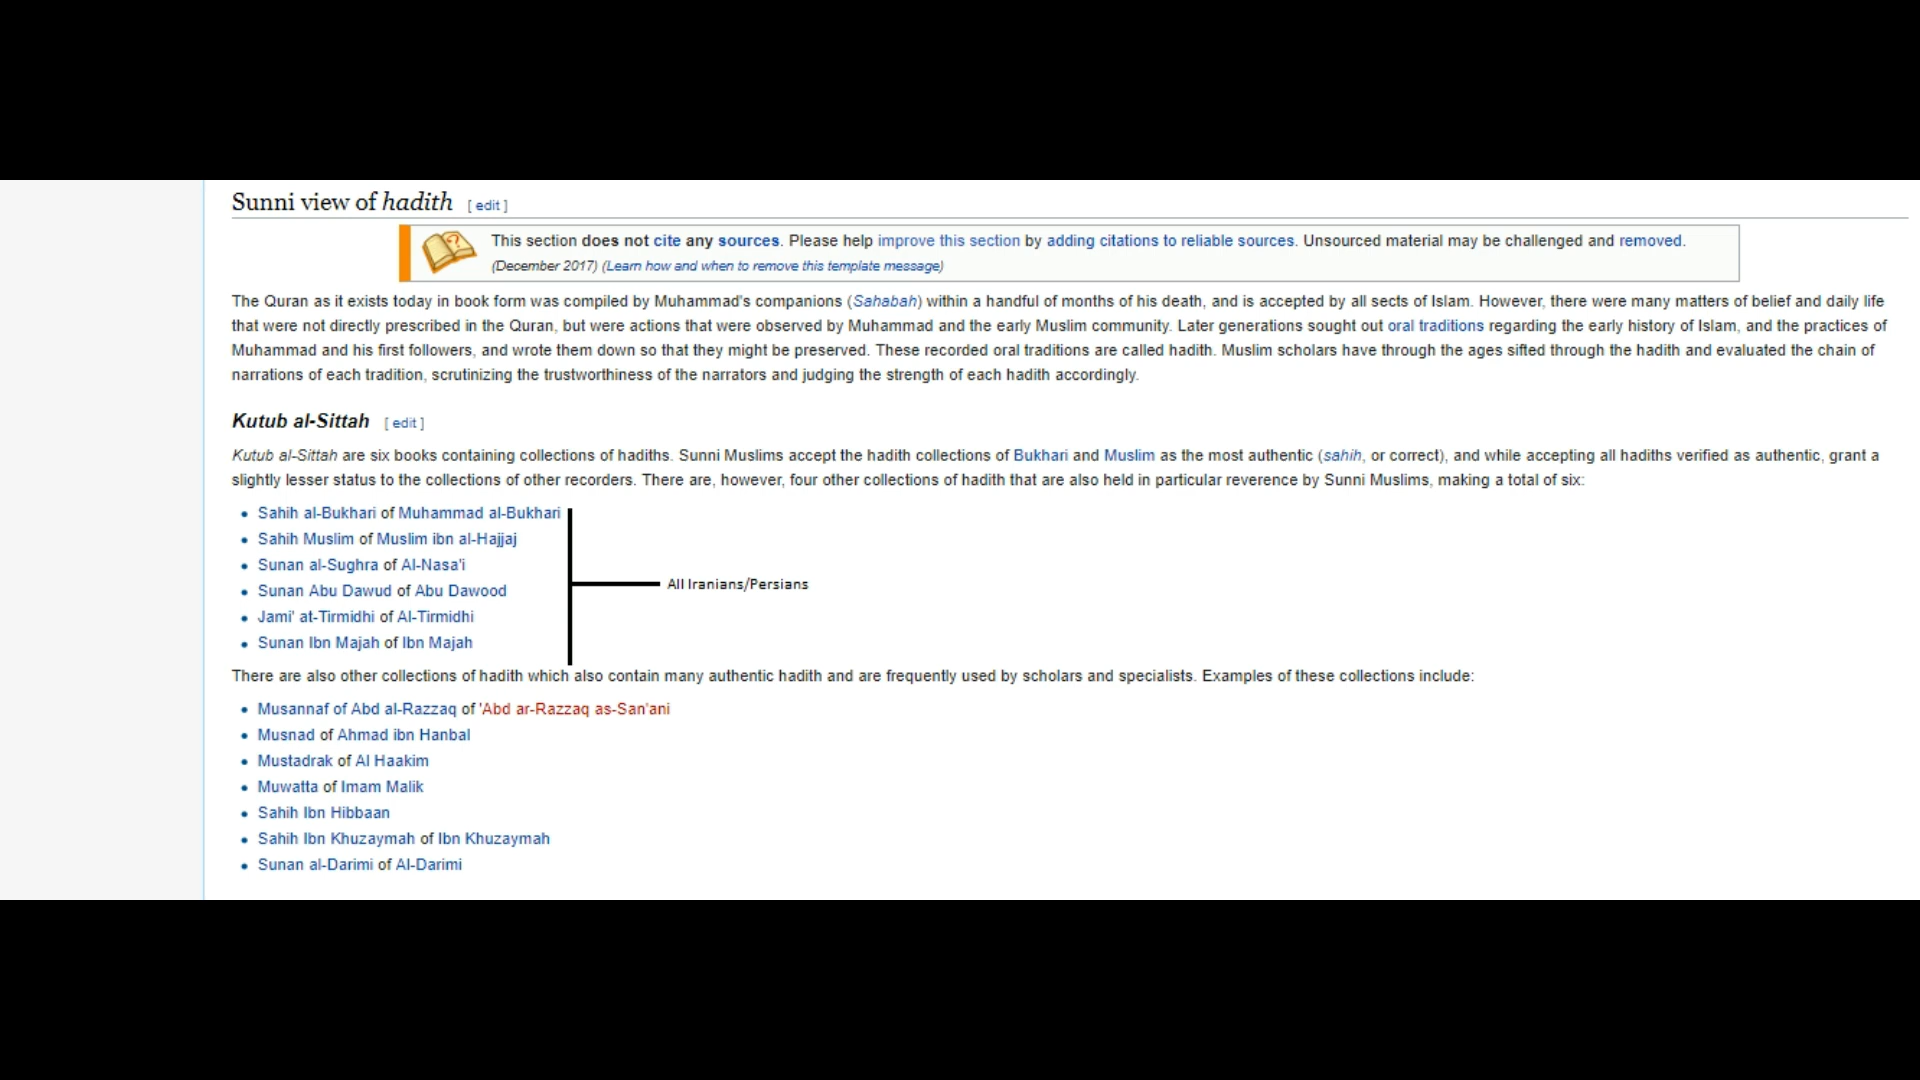 Sunni view of hadith [ edit ]
This section does not cite any sources. Please help improve this section by adding citations to reliable sources. Unsourced material may be challenged and removed.
(December 2017) (Learn how and when to remove this template message)
The Quran as it exists today in book form was compiled by Muhammad's companions (Sahabah) within a handful of months of his death, and is accepted by all sects of Islam. However, there were many matters of belief and daily life
that were not directly prescribed in the Quran, but were actions that were observed by Muhammad and the early Muslim community. Later generations sought out oral traditions regarding the early history of Islam, and the practices of
Muhammad and his first followers, and wrote them down so that they might be preserved. These recorded oral traditions are called hadith. Muslim scholars have through the ages sifted through the hadith and evaluated the chain of
narrations of each tradition, scrutinizing the trustworthiness of the narrators and judging the strength of each hadith accordingly.
Kutub al-Sittah [ edit ]
Kutub al-Sittah are six books containing collections of hadiths. Sunni Muslims accept the hadith collections of Bukhari and Muslim as the most authentic (sahih, or correct), and while accepting all hadiths verified as authentic, grant a
slightly lesser status to the collections of other recorders. There are, however, four other collections of hadith that are also held in particular reverence by Sunni Muslims, making a total of six:
• Sahih al-Bukhari of Muhammad al-Bukhari
• Sahih Muslim of Muslim ibn al-Hajjaj
• Sunan al-Sughra of Al-Nasa'i
All Iranians/Persians
• Sunan Abu Dawud of Abu Dawood
• Jami' at-Tirmidhi of Al-Tirmidhi
• Sunan Ibn Majah of Ibn Majah
There are also other collections of hadith which also contain many authentic hadith and are frequently used by scholars and specialists. Examples of these collections include:
• Musannaf of Abd al-Razzaq of 'Abd ar-Razzaq as-San'ani
• Musnad of Ahmad ibn Hanbal
• Mustadrak of Al Haakim
• Muwatta of Imam Malik
• Sahih Ibn Hibbaan
• Sahih Ibn Khuzaymah of Ibn Khuzaymah
• Sunan al-Darimi of Al-Darimi